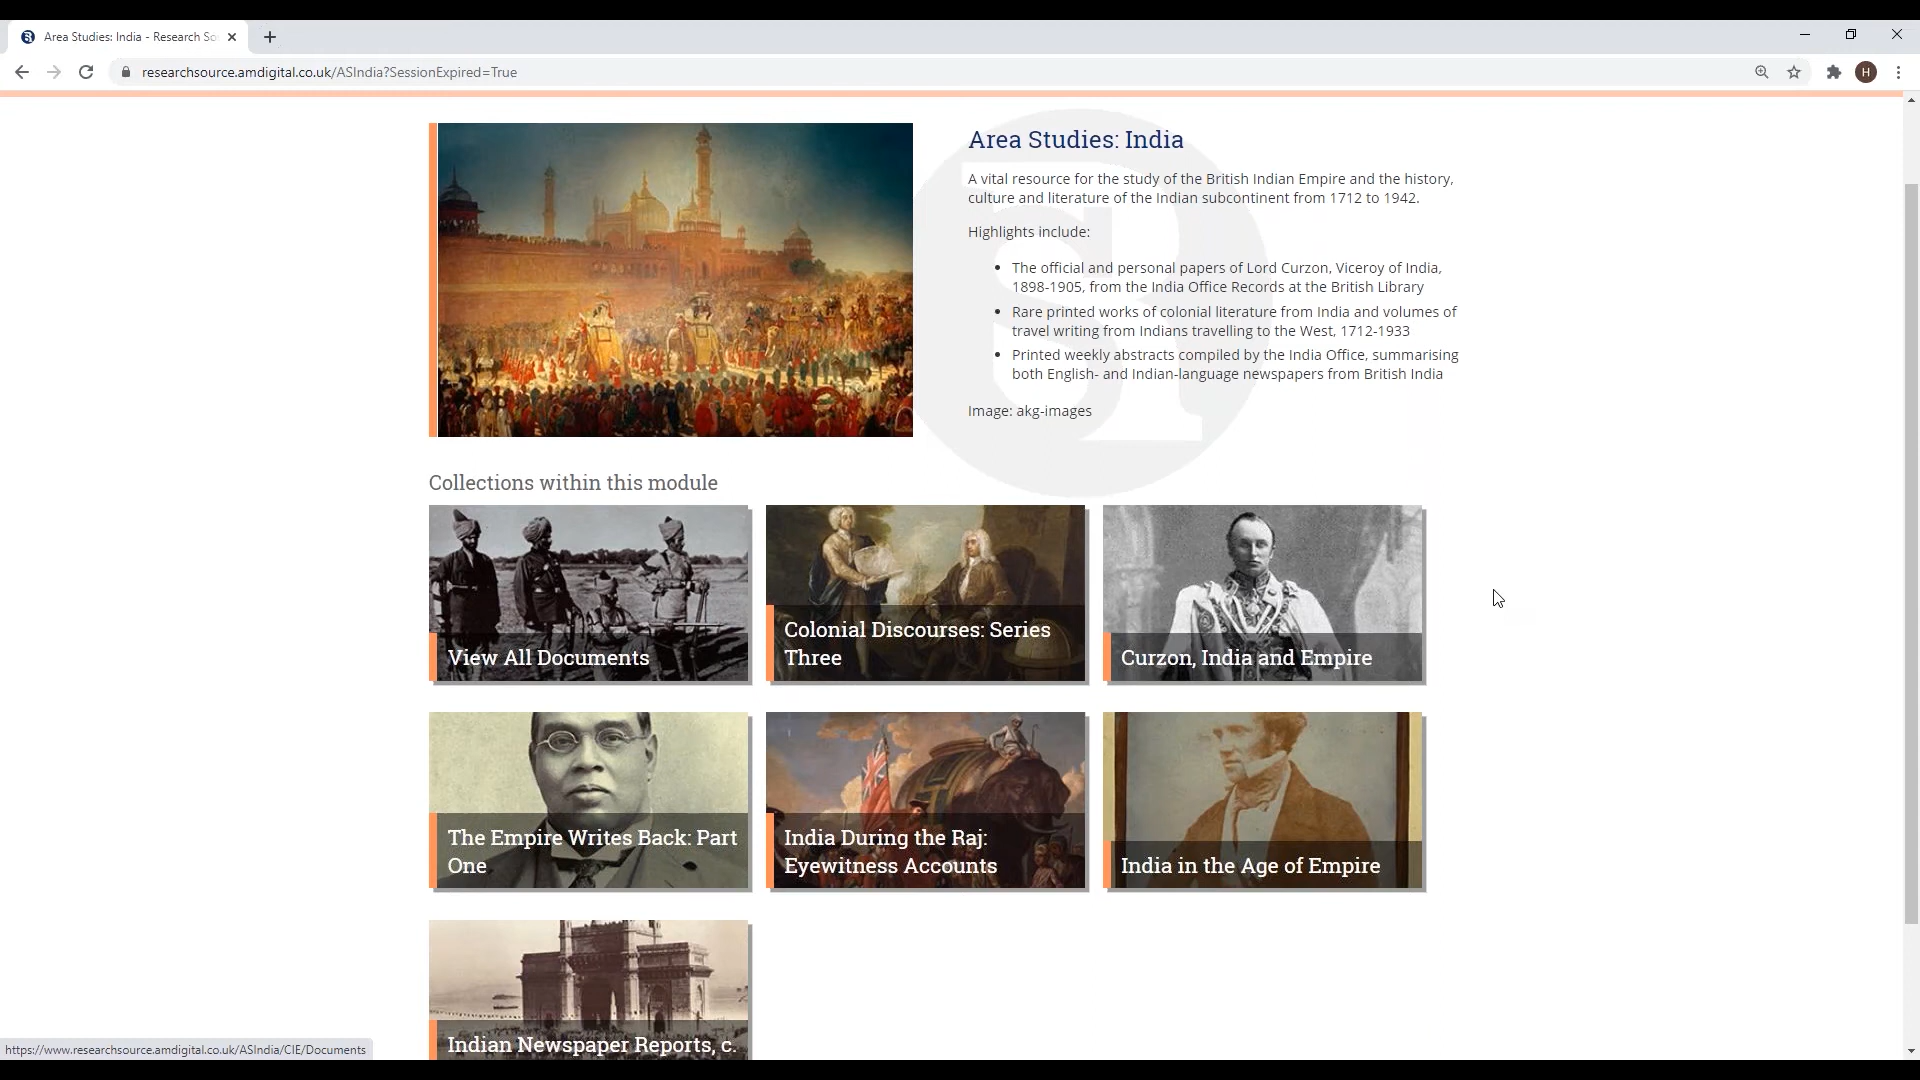 Area Studies: India - Research So
researchsource.amdigital.co.uk/ASIndia?SessionExpired=True
H
Area Studies: India
A vital resource for the study of the British Indian Empire and the history,
culture and literature of the Indian subcontinent from 1712 to 1942.
Highlights include:
• The official and personal papers of Lord Curzon, Viceroy of India,
1898-1905, from the India Office Records at the British Library
• Rare printed works of colonial literature from India and volumes of
travel writing from Indians travelling to the West, 1712-1933
• Printed weekly abstracts compiled by the India Office, summarising
both English- and Indian-language newspapers from British India
Image: akg-images
Collections within this module
View All Documents
Colonial Discourses: Series
Three
Curzon, India and Empire
The Empire Writes Back: Part
One
India During the Raj:
Eyewitness Accounts
India in the Age of Empire
Indian Newspaper Reports, c.
https://www.researchsource.amdigital.co.uk/ASIndia/CIE/Documents